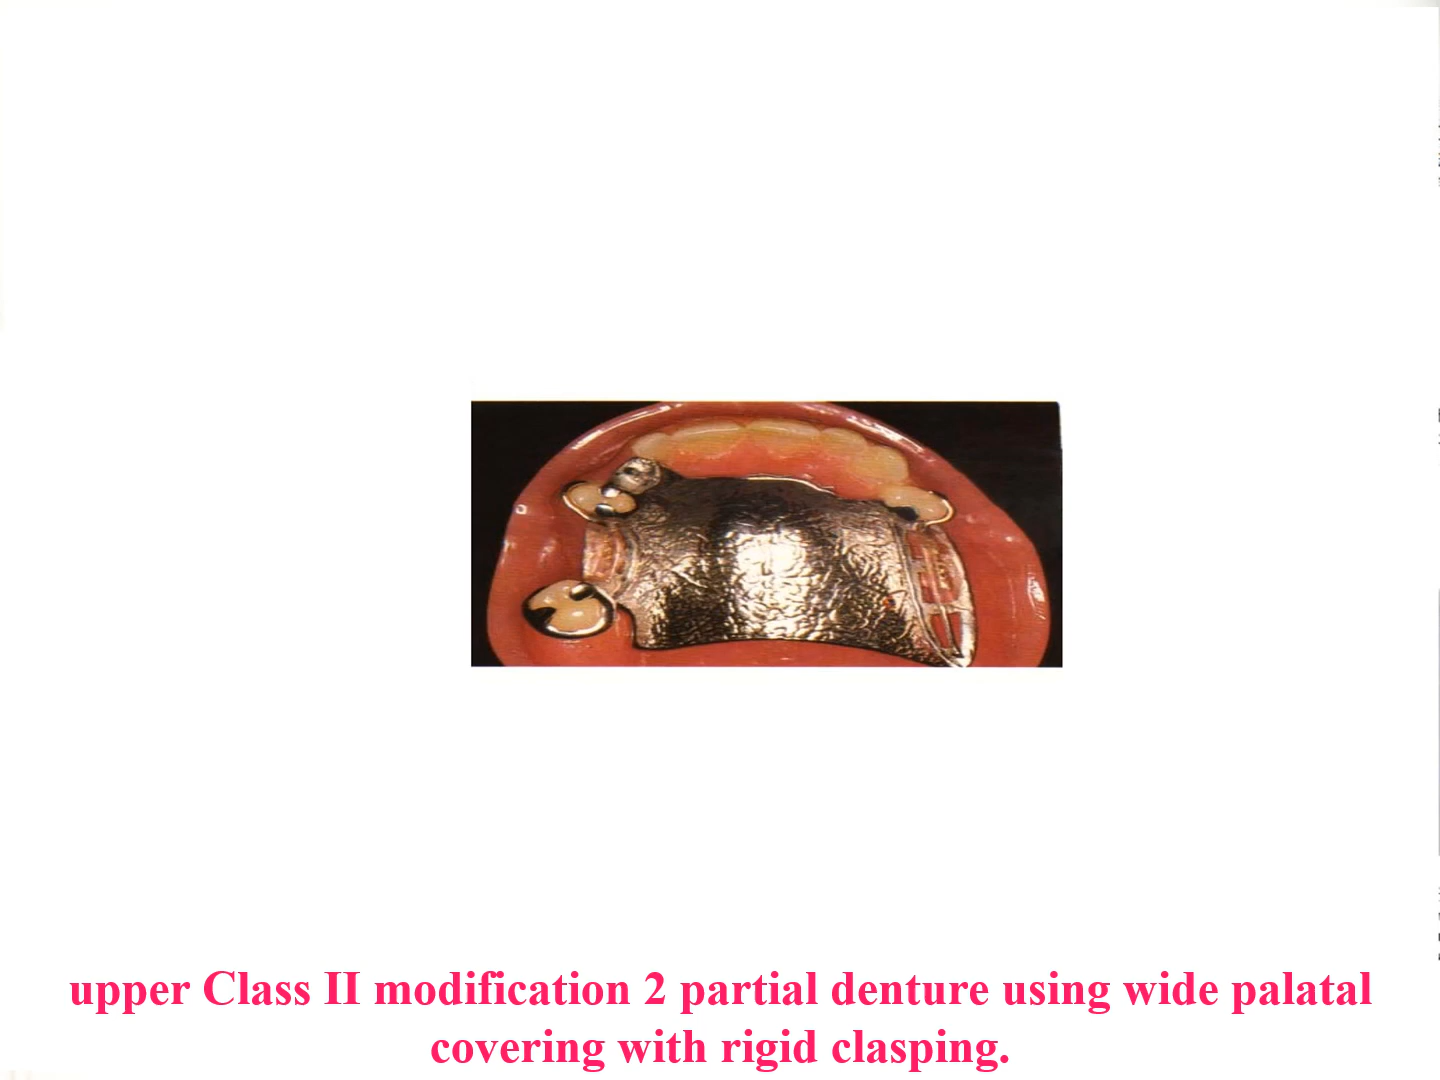 upper Class II modification 2 partial denture using wide palatal
covering with rigid clasping.